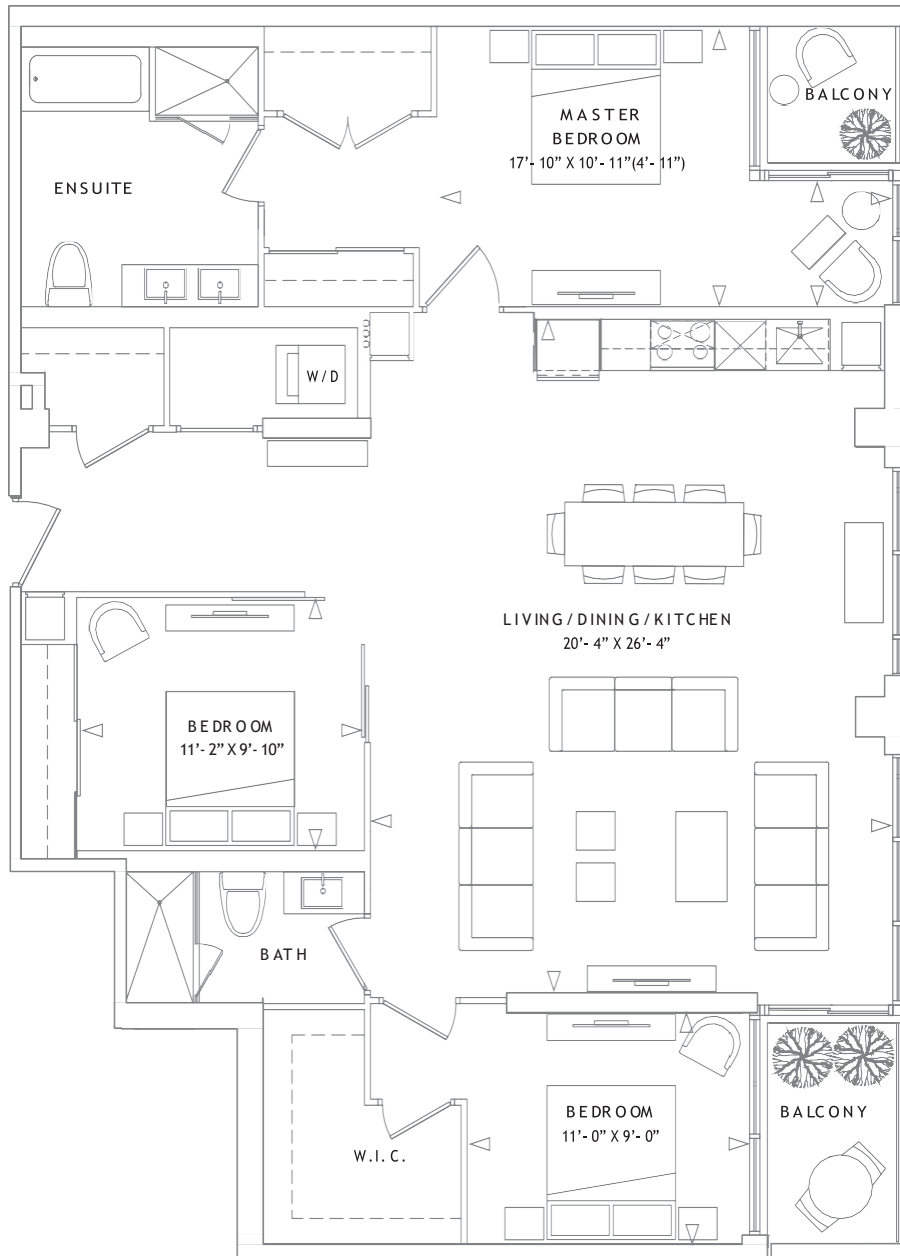 BALCONY
MASTER
BEDROOM
17'- 10” X 10'- 11”(4'- 11”)
ENSUITE
W/D
LIVING/DINING/KITCHEN
20'- 4” X 26'- 4”
BEDROOM
11'- 2” X 9'- 10”
BATH
BEDROOM
11'- 0” X 9'- 0”
BALCONY
W.I.C.